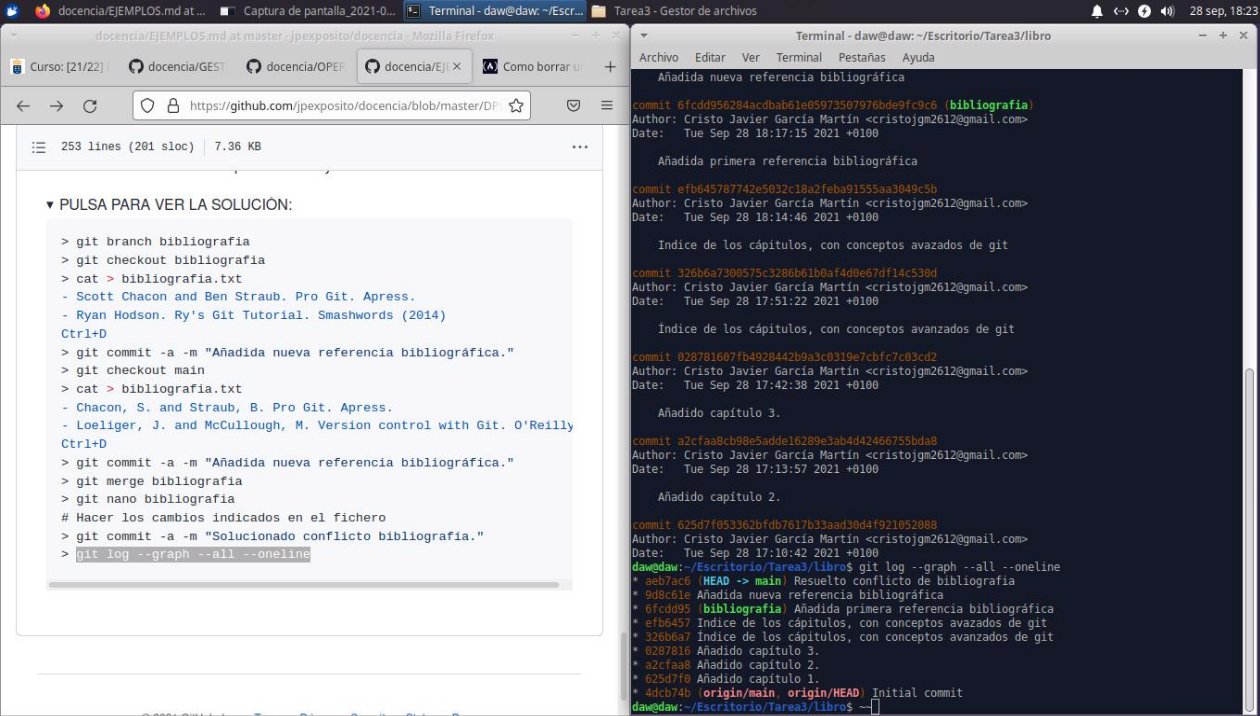 docencia/EJEMPLOS.md at ...
Captura de pantalla_2021-0...
Terminal - daw@daw: ~/Escr...
Tarea3 - Gestor de archivos
28 sep, 18:23
docencia/EJEMPLOS.md at master · jpexposito/docencia - Mozilla Firefox
Curso: [21/22]
docencia/GEST
docencia/OPER
docencia/EJE
Como borrar u
https://github.com/jpexposito/docencia/blob/master/DP
253 lines (201 sloc)
7.36 KB
PULSA PARA VER LA SOLUCIÓN:
> git branch bibliografia
> git checkout bibliografia
> cat > bibliografia.txt
- Scott Chacon and Ben Straub. Pro Git. Apress.
- Ryan Hodson. Ry's Git Tutorial. Smashwords (2014)
Ctrl+D
> git commit -a -m "Añadida nueva referencia bibliográfica."
> git checkout main
> cat > bibliografia.txt
- Chacon, S. and Straub, B. Pro Git. Apress.
- Loeliger, J. and McCullough, M. Version control with Git. O'Reilly
Ctrl+D
> git commit -a -m "Añadida nueva referencia bibliográfica."
> git merge bibliografia
> git nano bibliografia
# Hacer los cambios indicados en el fichero
> git commit -a -m "Solucionado conflicto bibliografía."
> git log --graph --all --oneline
Terminal - daw@daw: ~/Escritorio/Tarea3/libro
Archivo Editar Ver Terminal Pestañas Ayuda
Añadida nueva referencia bibliográfica
commit 6fcdd956284acdbab61e05973507976bde9fc9c6 (bibliografia)
Author: Cristo Javier García Martín <cristojgm2612@gmail.com>
Date: Tue Sep 28 18:17:15 2021 +0100
Añadida primera referencia bibliográfica
commit efb645787742e5032c18a2feba91555aa3049c5b
Author: Cristo Javier García Martín <cristojgm2612@gmail.com>
Date: Tue Sep 28 18:14:46 2021 +0100
Indice de los cápitulos, con conceptos avazados de git
commit 326b6a7300575c3286b61b0af4d0e67df14c530d
Author: Cristo Javier García Martín <cristojgm2612@gmail.com>
Date: Tue Sep 28 17:51:22 2021 +0100
Índice de los cápitulos, con conceptos avanzados de git
commit 028781607fb4928442b9a3c0319e7cbfc7c03cd2
Author: Cristo Javier García Martín <cristojgm2612@gmail.com>
Date: Tue Sep 28 17:42:38 2021 +0100
Añadido capítulo 3.
commit a2cfaa8cb98e5adde16289e3ab4d42466755bda8
Author: Cristo Javier García Martín <cristojgm2612@gmail.com>
Date: Tue Sep 28 17:13:57 2021 +0100
Añadido capítulo 2.
commit 625d7f053362bfdb7617b33aad30d4f921052088
Author: Cristo Javier García Martín <cristojgm2612@gmail.com>
Date: Tue Sep 28 17:10:42 2021 +0100
daw@daw:~/Escritorio/Tarea3/libro$ git log --graph --all --oneline
* aeb7ac6 (HEAD -> main) Resuelto conflicto de bibliografia
* 9d8c61e Añadida nueva referencia bibliográfica
* 6fcdd95 (bibliografia) Añadida primera referencia bibliográfica
* efb6457 Indice de los cápitulos, con conceptos avazados de git
* 326b6a7 Índice de los cápitulos, con conceptos avanzados de git
* 0287816 Añadido capítulo 3.
* a2cfaa8 Añadido capítulo 2.
* 625d7f0 Añadido capítulo 1.
* 4dcb74b (origin/main, origin/HEAD) Initial commit
daw@daw:~/Escritorio/Tarea3/libro$ ~~